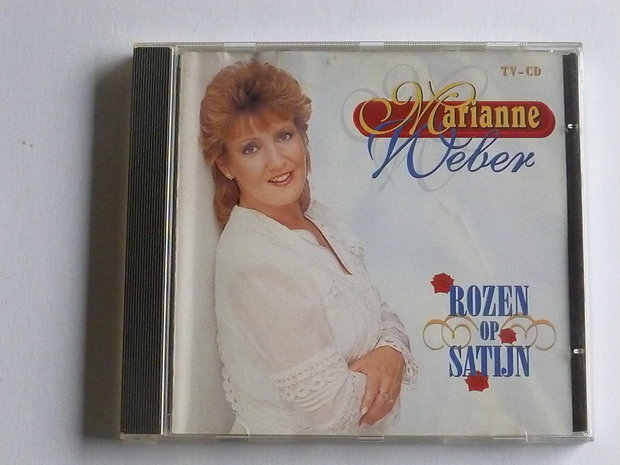 TV-CD
Marianne
Weber
ROZEN
OP
SATIJN